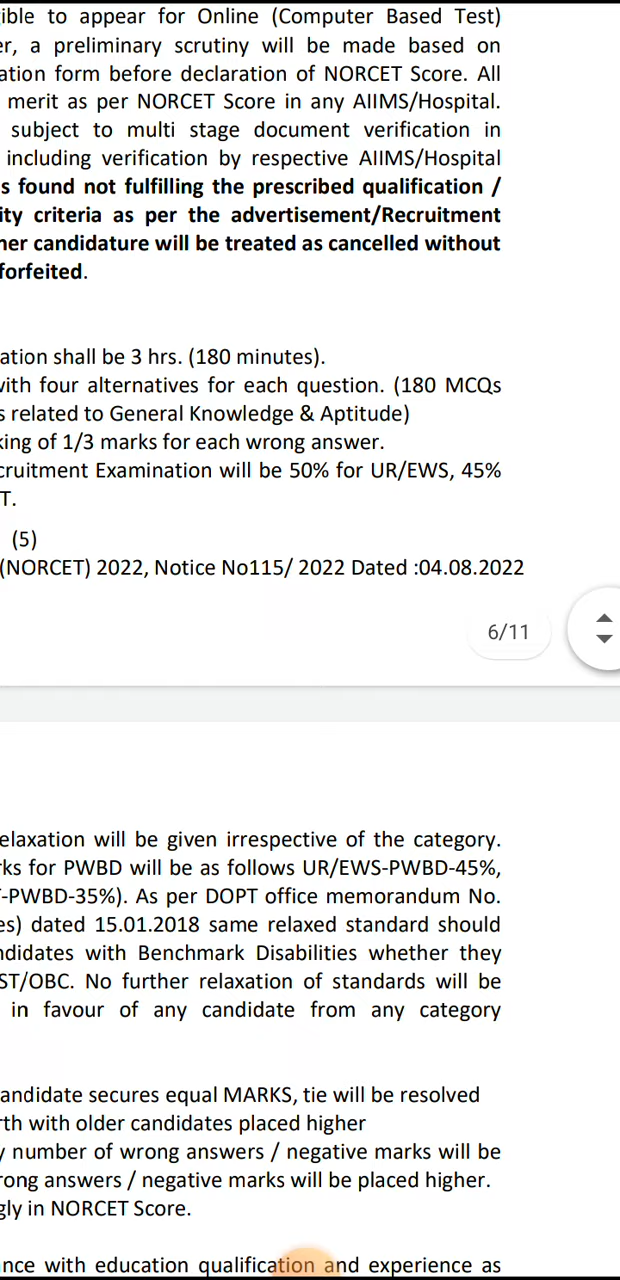 ible to appear for Online (Computer Based Test)
er, a preliminary scrutiny will be made based on
ation form before declaration of NORCET Score. All
merit as per NORCET Score in any AIIMS/Hospital.
subject to multi stage document verification in
including verification by respective AIIMS/Hospital
s found not fulfilling the prescribed qualification /
ity criteria as per the advertisement/Recruitment
her candidature will be treated as cancelled without
forfeited.
ation shall be 3 hrs. (180 minutes).
with four alternatives for each question. (180 MCQs
s related to General Knowledge & Aptitude)
king of 1/3 marks for each wrong answer.
cruitment Examination will be 50% for UR/EWS, 45%
T.
(5)
(NORCET) 2022, Notice No115/ 2022 Dated :04.08.2022
6/11
elaxation will be given irrespective of the category.
rks for PWBD will be as follows UR/EWS-PWBD-45%,
-PWBD-35%). As per DOPT office memorandum No.
es) dated 15.01.2018 same relaxed standard should
ndidates with Benchmark Disabilities whether they
ST/OBC. No further relaxation of standards will be
in favour of any candidate from any category
andidate secures equal MARKS, tie will be resolved
rth with older candidates placed higher
y number of wrong answers / negative marks will be
rong answers / negative marks will be placed higher.
gly in NORCET Score.
nce with education qualification and experience as